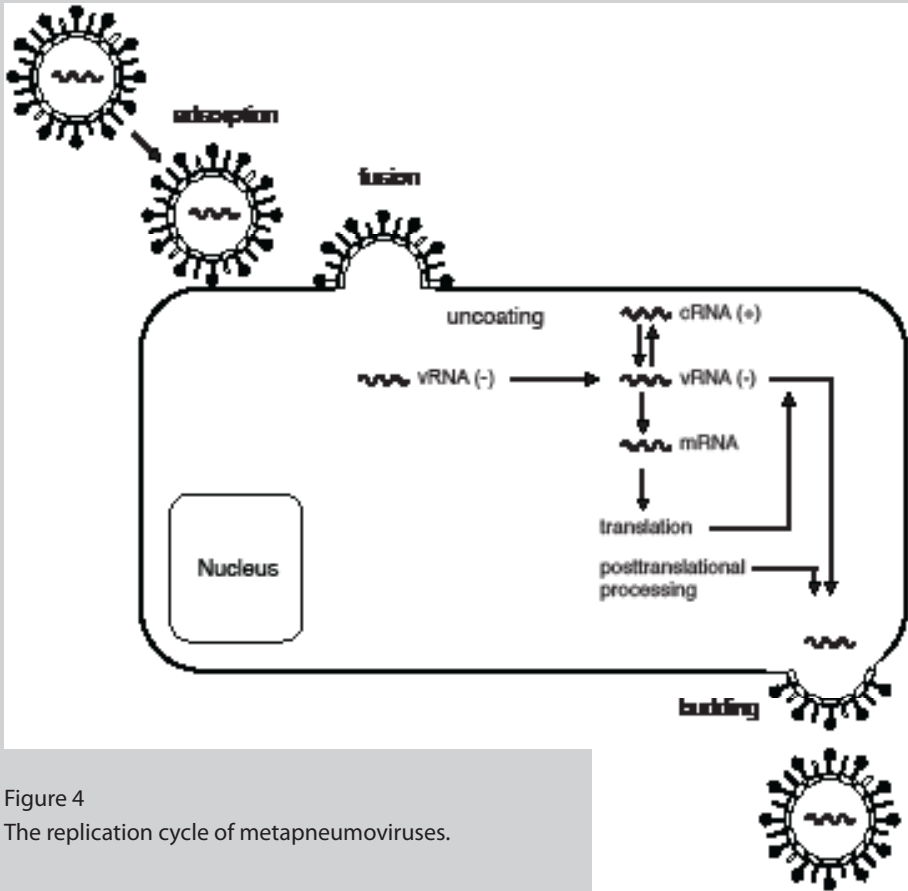 adsorption
fusion
uncoating
cRNA (+)
vRNA (-)
vRNA (-)
mRNA
translation
posttranslational
processing
Nucleus
budding
Figure 4
The replication cycle of metapneumoviruses.